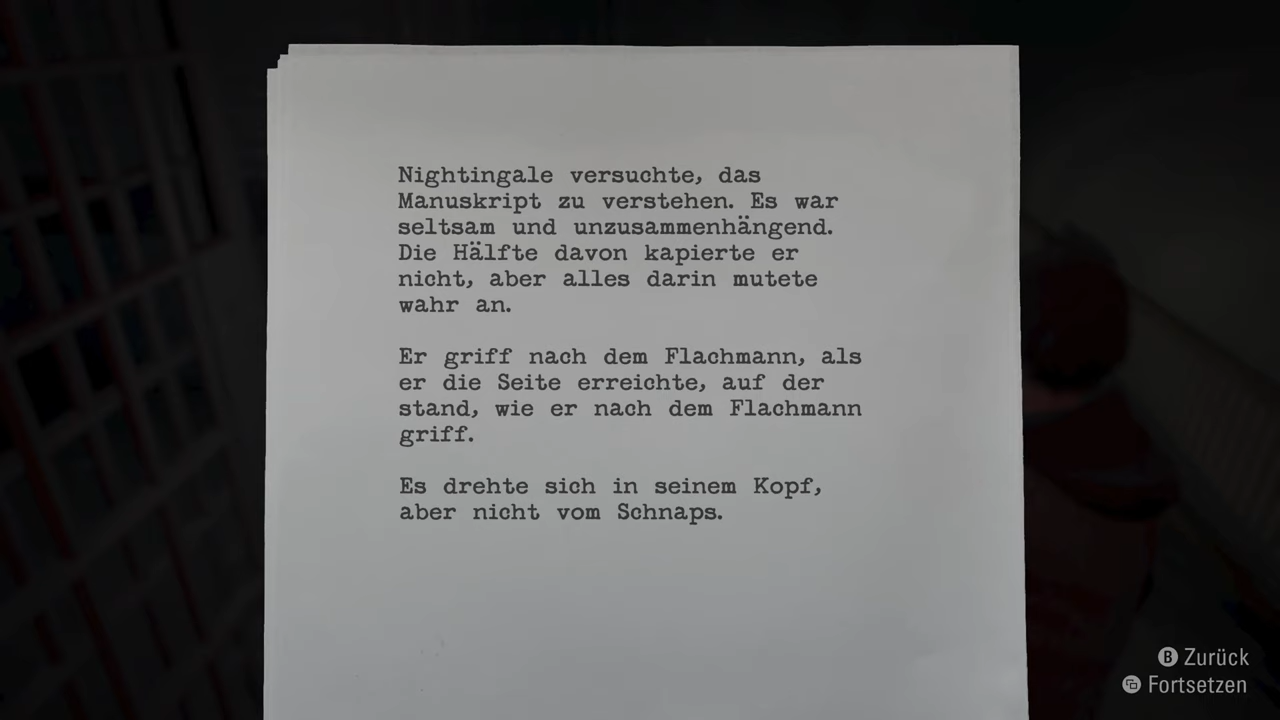 Nightingale versuchte, das
Manuskript zu verstehen. Es war
seltsam und unzusammenhängend.
Die Hälfte davon kapierte er
nicht, aber alles darin mutete
wahr an.
Er griff nach dem Flachmann, als
er die Seite erreichte, auf der
stand, wie er nach dem Flachmann
griff.
Es drehte sich in seinem Kopf,
aber nicht vom Schnaps.
B Zurück
Fortsetzen